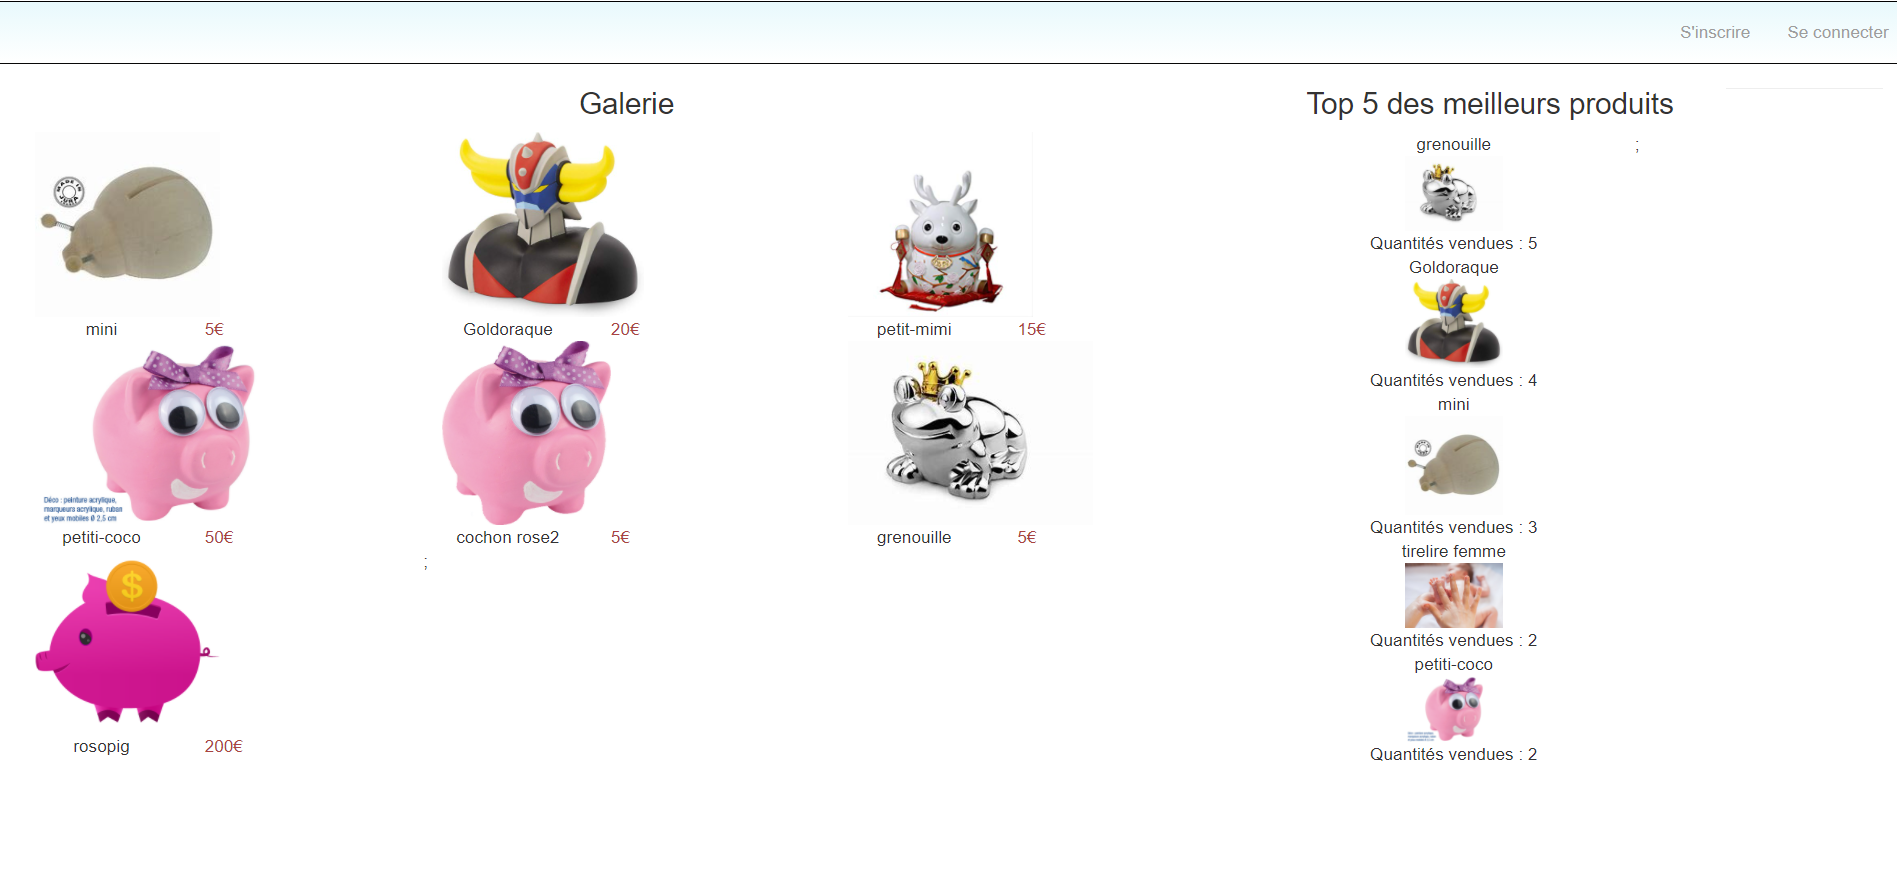 S'inscrire Se connecter
Galerie
MADE IN JURA
mini 5€
Goldoraque 20€
petit-mimi 15€
Déco : peinture acrylique,
marqueurs acrylique, ruban
et yeux mobiles Ø 2,5 cm
petiti-coco 50€
cochon rose2 5€
grenouille 5€
;
$
rosopig 200€
Top 5 des meilleurs produits
grenouille ;
Quantités vendues : 5
Goldoraque
Quantités vendues : 4
mini
Quantités vendues : 3
tirelire femme
Quantités vendues : 2
petiti-coco
Quantités vendues : 2